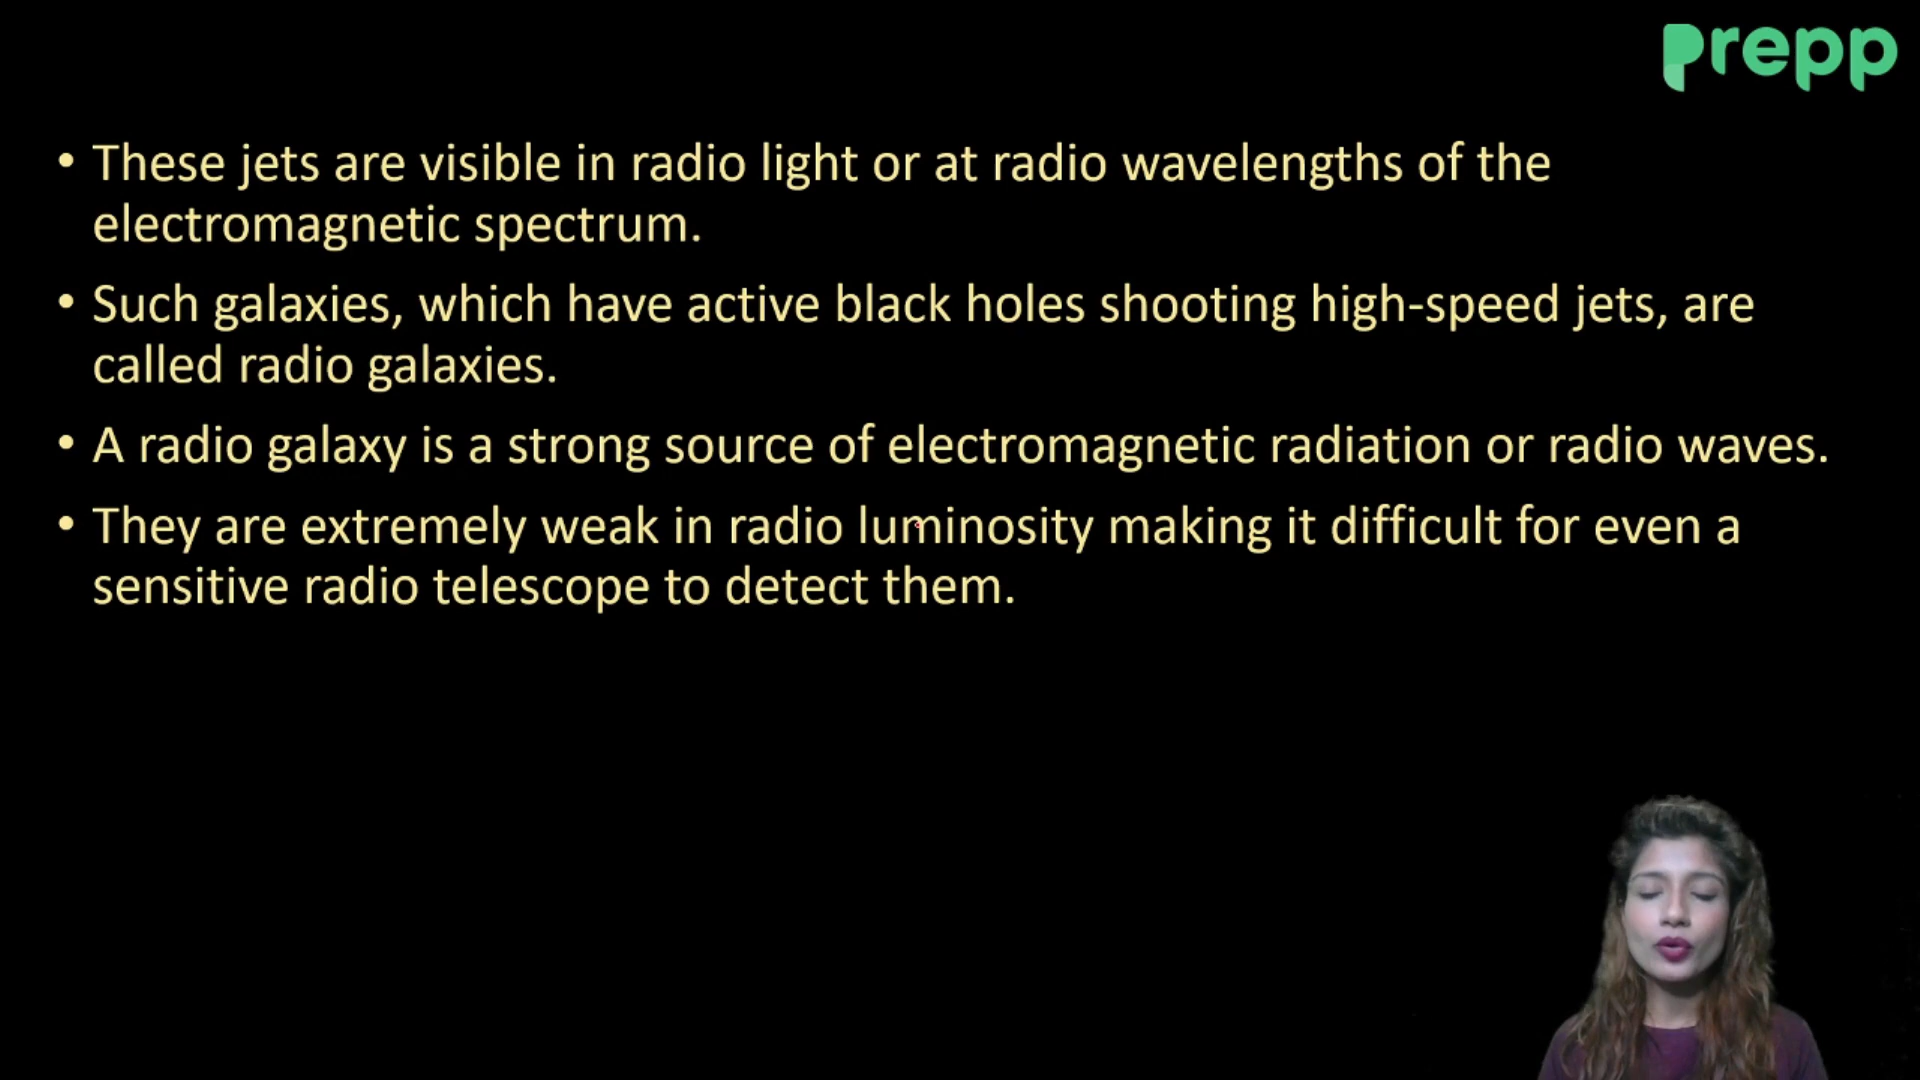 prepp
• These jets are visible in radio light or at radio wavelengths of the
electromagnetic spectrum.
• Such galaxies, which have active black holes shooting high-speed jets, are
called radio galaxies.
• A radio galaxy is a strong source of electromagnetic radiation or radio waves.
• They are extremely weak in radio luminosity making it difficult for even a
sensitive radio telescope to detect them.